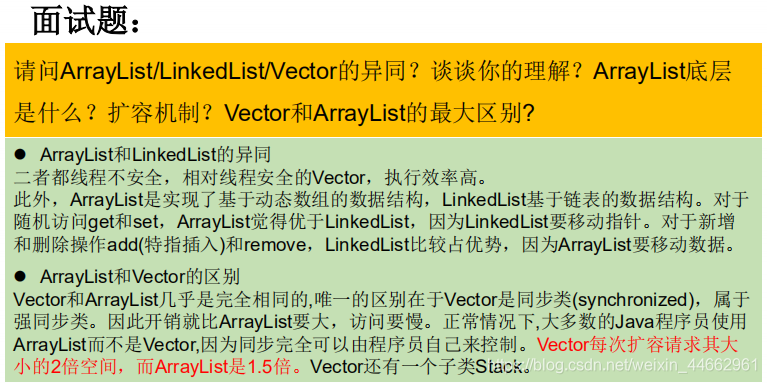 面试题：
请问ArrayList/LinkedList/Vector的异同？谈谈你的理解？ArrayList底层
是什么？扩容机制？Vector和ArrayList的最大区别?
● ArrayList和LinkedList的异同
二者都线程不安全，相对线程安全的Vector，执行效率高。
此外，ArrayList是实现了基于动态数组的数据结构，LinkedList基于链表的数据结构。对于
随机访问get和set，ArrayList觉得优于LinkedList，因为LinkedList要移动指针。对于新增
和删除操作add(特指插入)和remove，LinkedList比较占优势，因为ArrayList要移动数据。
● ArrayList和Vector的区别
Vector和ArrayList几乎是完全相同的,唯一的区别在于Vector是同步类(synchronized)，属于
强同步类。因此开销就比ArrayList要大，访问要慢。正常情况下,大多数的Java程序员使用
ArrayList而不是Vector,因为同步完全可以由程序员自己来控制。Vector每次扩容请求其大
小的2倍空间，而ArrayList是1.5倍。Vector还有一个子类Stack。
https://blog.csdn.net/weixin_44662961